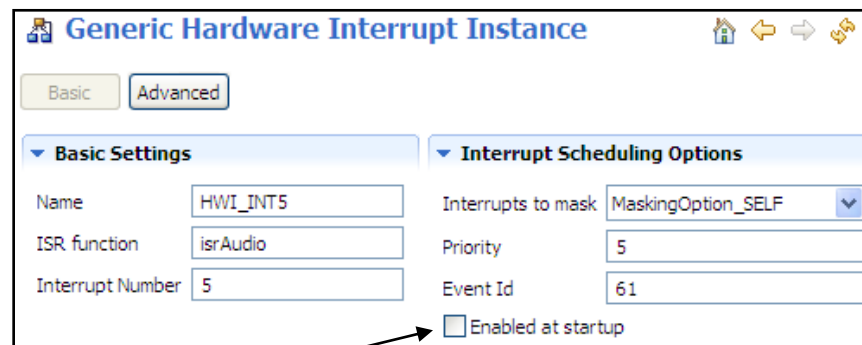 Generic Hardware Interrupt Instance
Basic
Advanced
Basic Settings
Name
HWI_INT5
ISR function
isrAudio
Interrupt Number
5
Interrupt Scheduling Options
Interrupts to mask
MaskingOption_SELF
Priority
5
Event Id
61
Enabled at startup